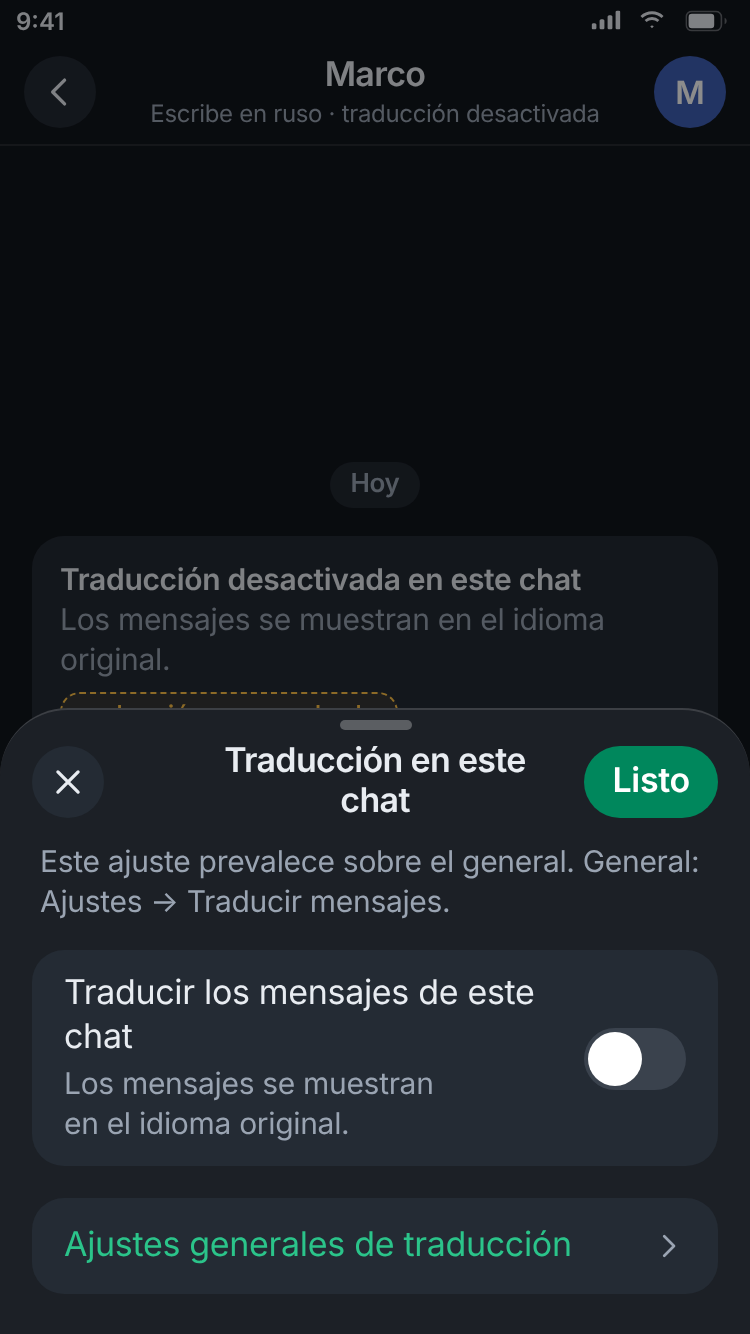 9:41
Marco
Escribe en ruso · traducción desactivada
M
Hoy
Traducción desactivada en este chat
Los mensajes se muestran en el idioma
original.
Traducción en este
chat
Listo
Este ajuste prevalece sobre el general. General:
Ajustes → Traducir mensajes.
Traducir los mensajes de este
chat
Los mensajes se muestran
en el idioma original.
Ajustes generales de traducción